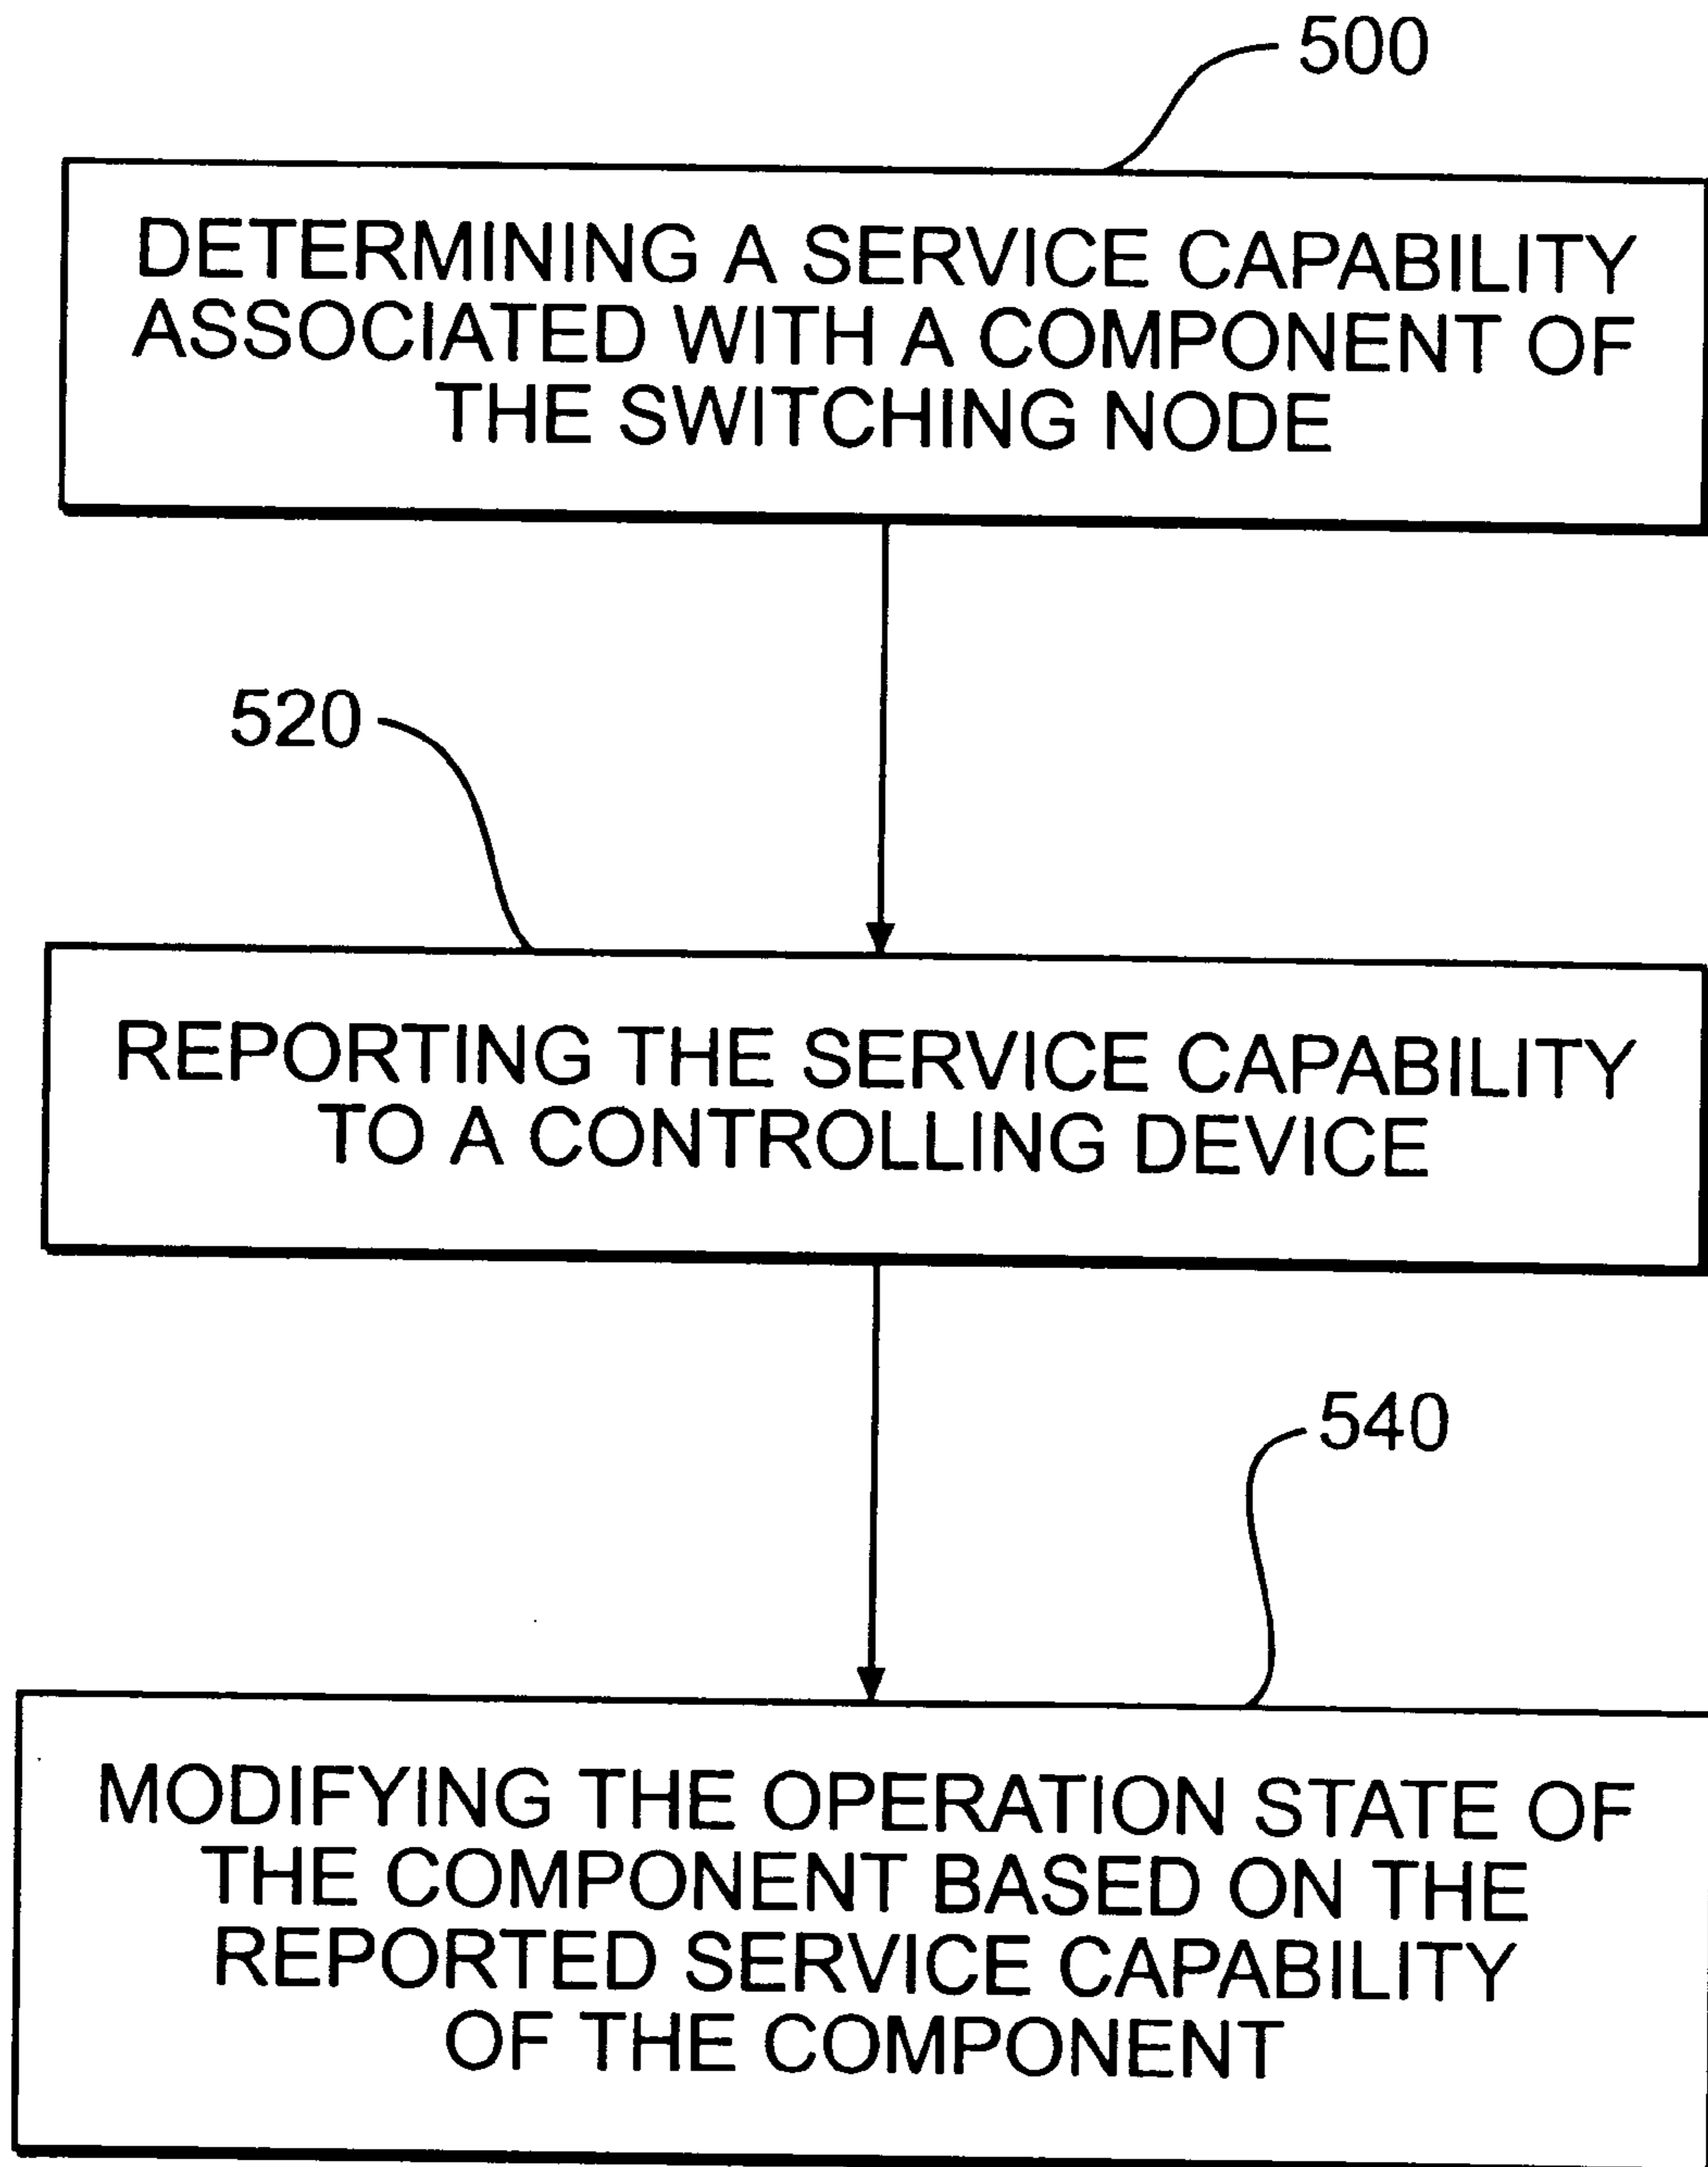 500
DETERMINING A SERVICE CAPABILITY
ASSOCIATED WITH A COMPONENT OF
THE SWITCHING NODE
520
REPORTING THE SERVICE CAPABILITY
TO A CONTROLLING DEVICE
540
MODIFYING THE OPERATION STATE OF
THE COMPONENT BASED ON THE
REPORTED SERVICE CAPABILITY
OF THE COMPONENT